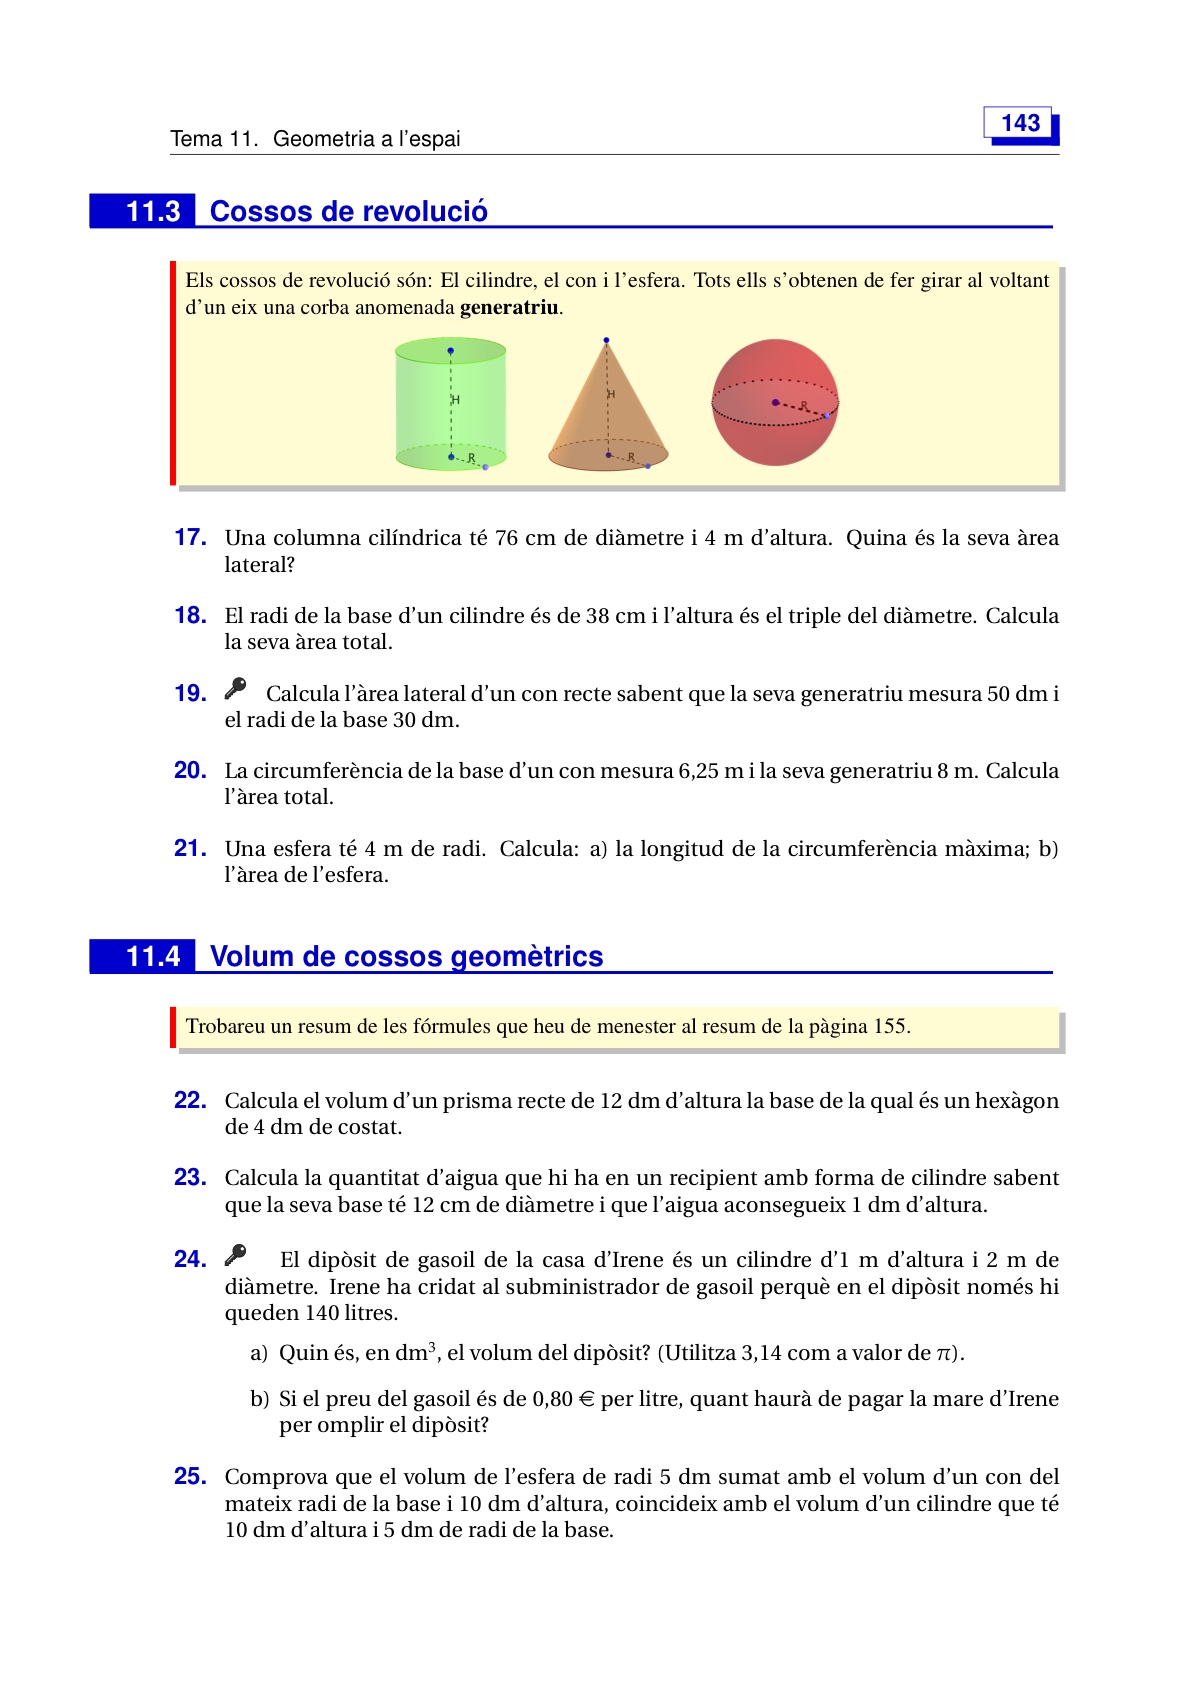 Tema 11. Geometria a l'espai
143
11.3 Cossos de revolució
Els cossos de revolució són: El cilindre, el con i l'esfera. Tots ells s'obtenen de fer girar al voltant
d'un eix una corba anomenada generatriu.
H
R
H
R
R
17. Una columna cilíndrica té 76 cm de diàmetre i 4 m d'altura. Quina és la seva àrea
lateral?
18. El radi de la base d'un cilindre és de 38 cm i l'altura és el triple del diàmetre. Calcula
la seva àrea total.
19. Calcula l'àrea lateral d'un con recte sabent que la seva generatriu mesura 50 dm i
el radi de la base 30 dm.
20. La circumferència de la base d'un con mesura 6,25 m i la seva generatriu 8 m. Calcula
l'àrea total.
21. Una esfera té 4 m de radi. Calcula: a) la longitud de la circumferència màxima; b)
l'àrea de l'esfera.
11.4 Volum de cossos geomètrics
Trobareu un resum de les fórmules que heu de menester al resum de la pàgina 155.
22. Calcula el volum d'un prisma recte de 12 dm d'altura la base de la qual és un hexàgon
de 4 dm de costat.
23. Calcula la quantitat d'aigua que hi ha en un recipient amb forma de cilindre sabent
que la seva base té 12 cm de diàmetre i que l'aigua aconsegueix 1 dm d'altura.
24. El dipòsit de gasoil de la casa d'Irene és un cilindre d'1 m d'altura i 2 m de
diàmetre. Irene ha cridat al subministrador de gasoil perquè en el dipòsit només hi
queden 140 litres.
a) Quin és, en dm³, el volum del dipòsit? (Utilitza 3,14 com a valor de π).
b) Si el preu del gasoil és de 0,80 € per litre, quant haurà de pagar la mare d'Irene
per omplir el dipòsit?
25. Comprova que el volum de l'esfera de radi 5 dm sumat amb el volum d'un con del
mateix radi de la base i 10 dm d'altura, coincideix amb el volum d'un cilindre que té
10 dm d'altura i 5 dm de radi de la base.